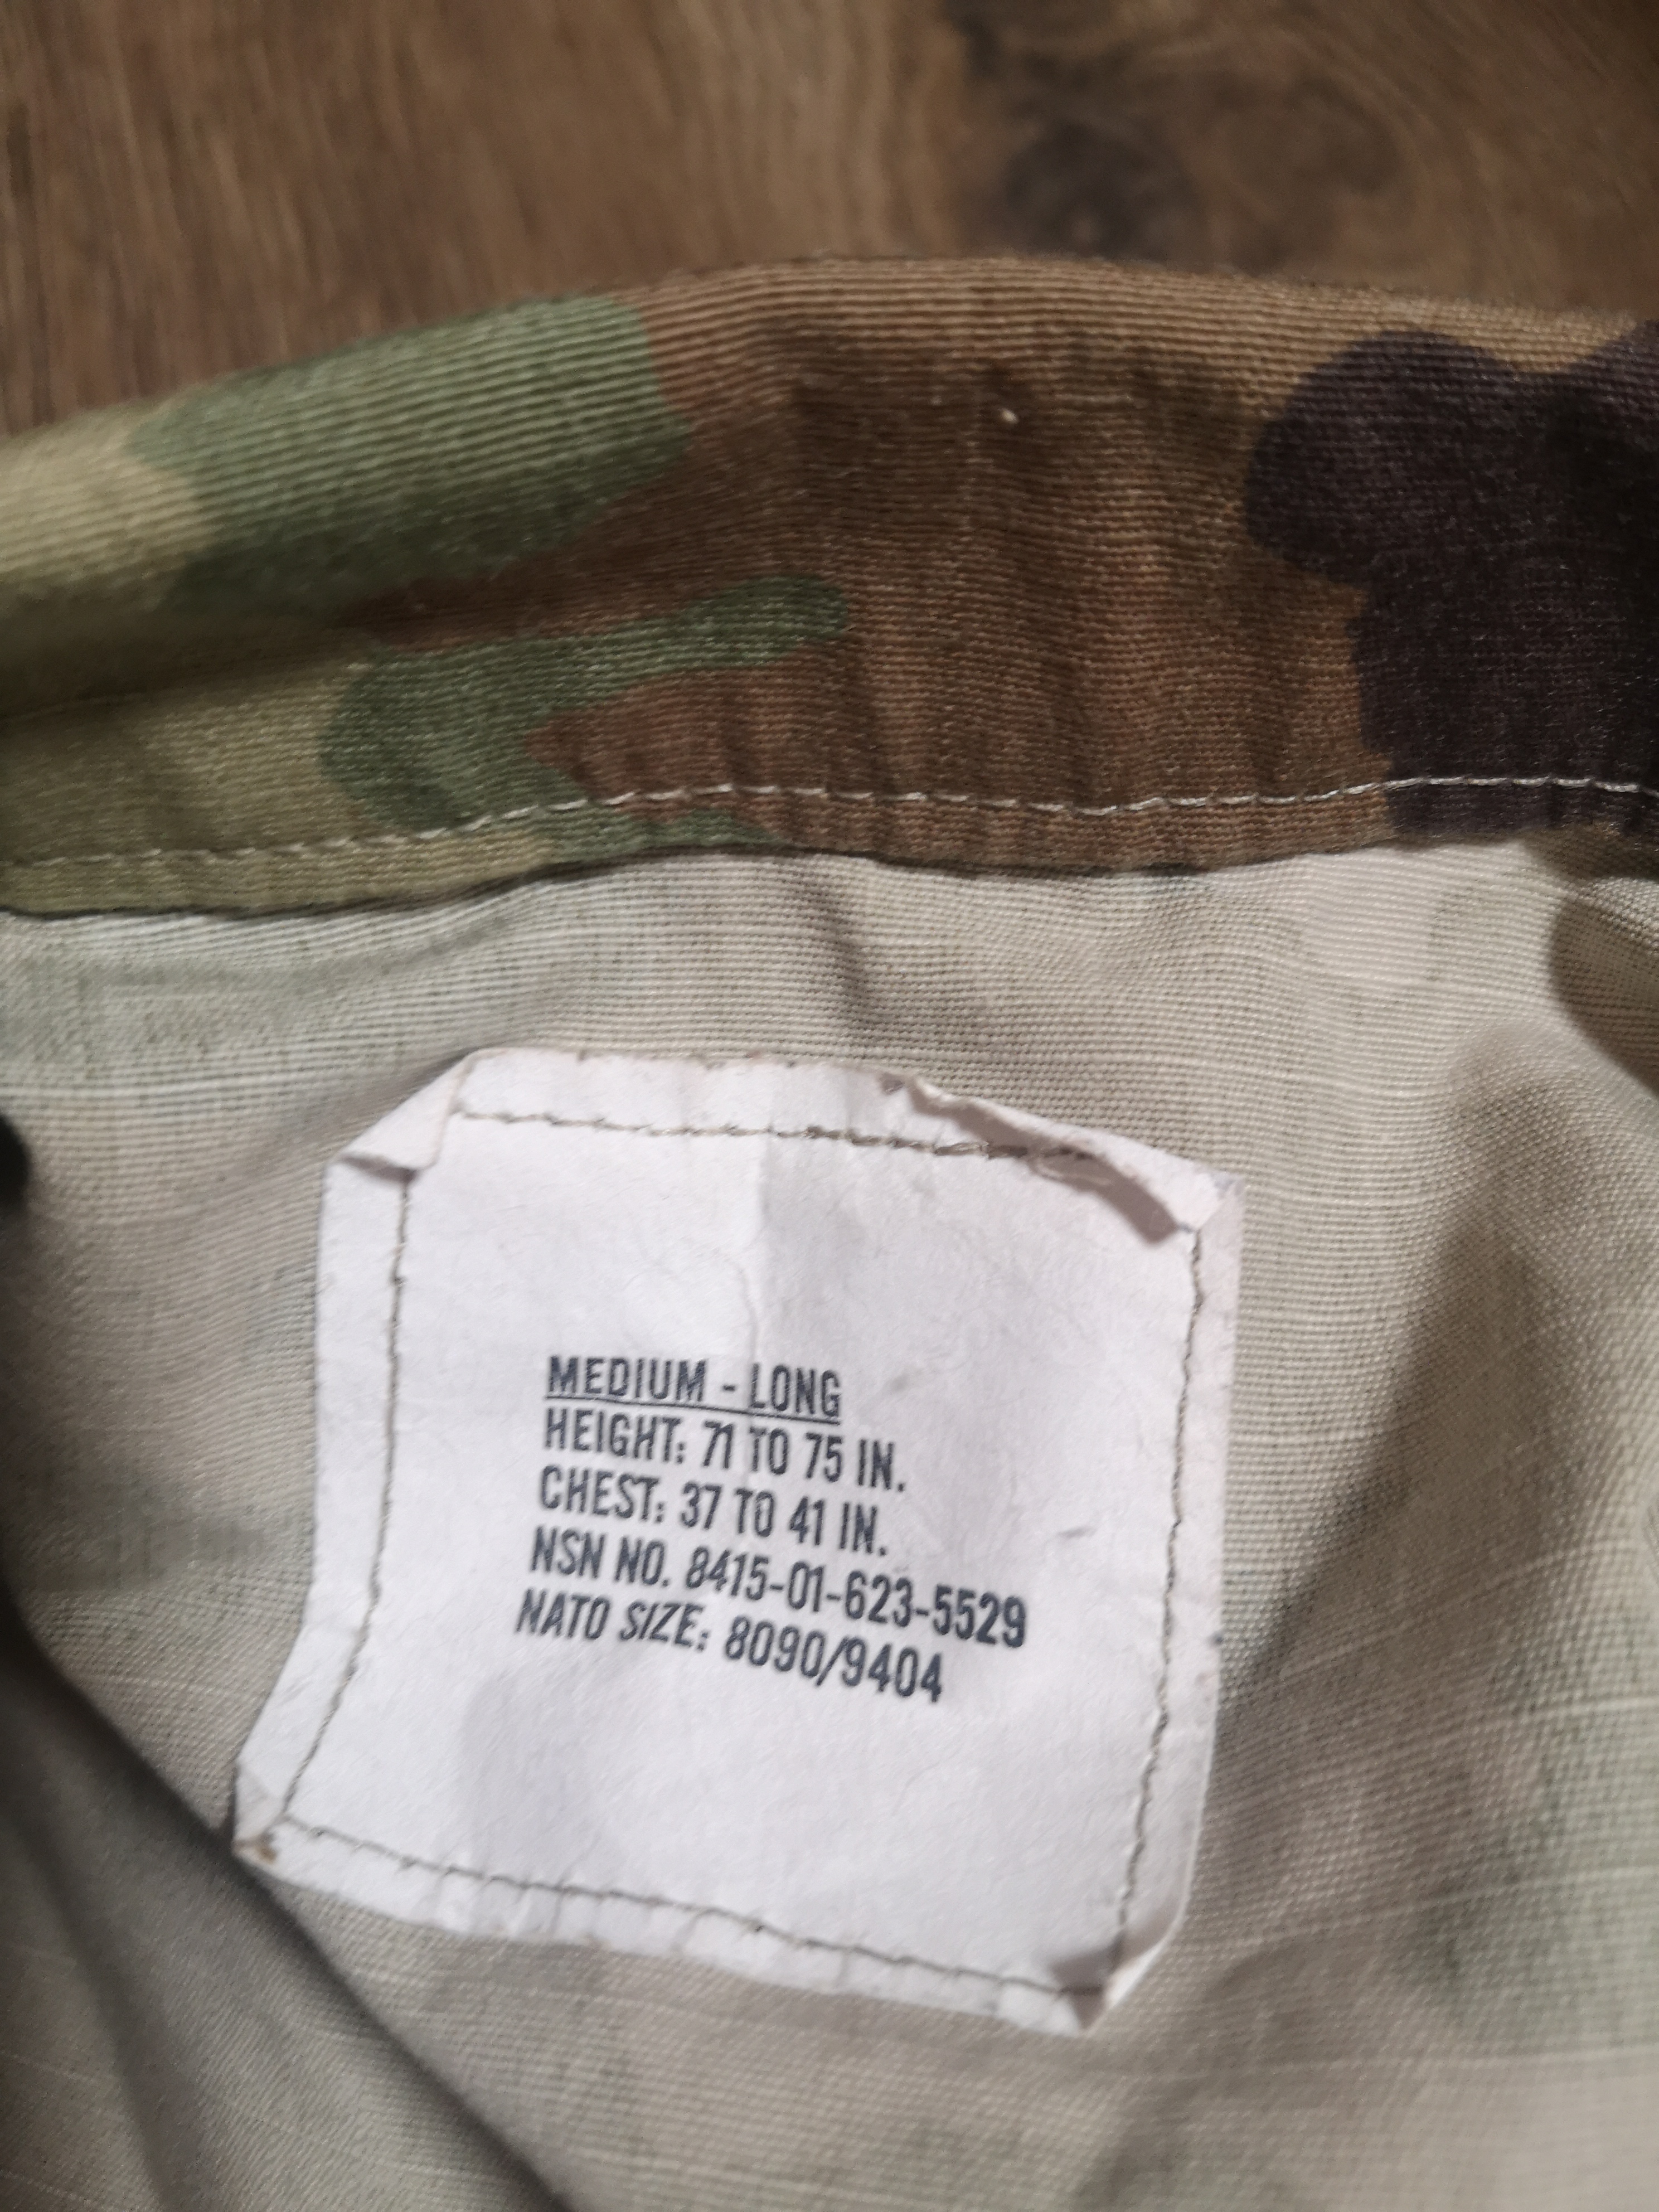 MEDIUM - LONG
HEIGHT: 71 TO 75 IN.
CHEST: 37 TO 41 IN.
NSN NO. 8415-01-623-5529
NATO SIZE: 8090/9404